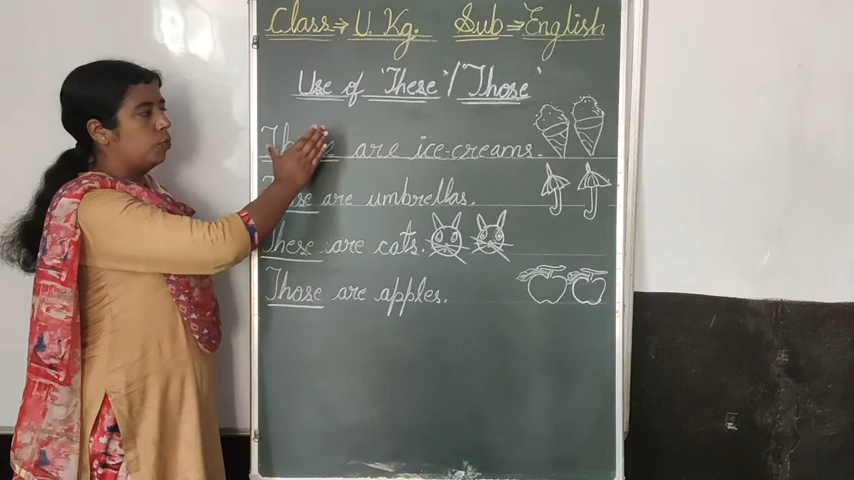 Class⇒ U. Kg. Sub ⇒ English
Use of 'These' / 'Those'
are ice-creams.
are umbrellas.
These are cats.
Those are apples.